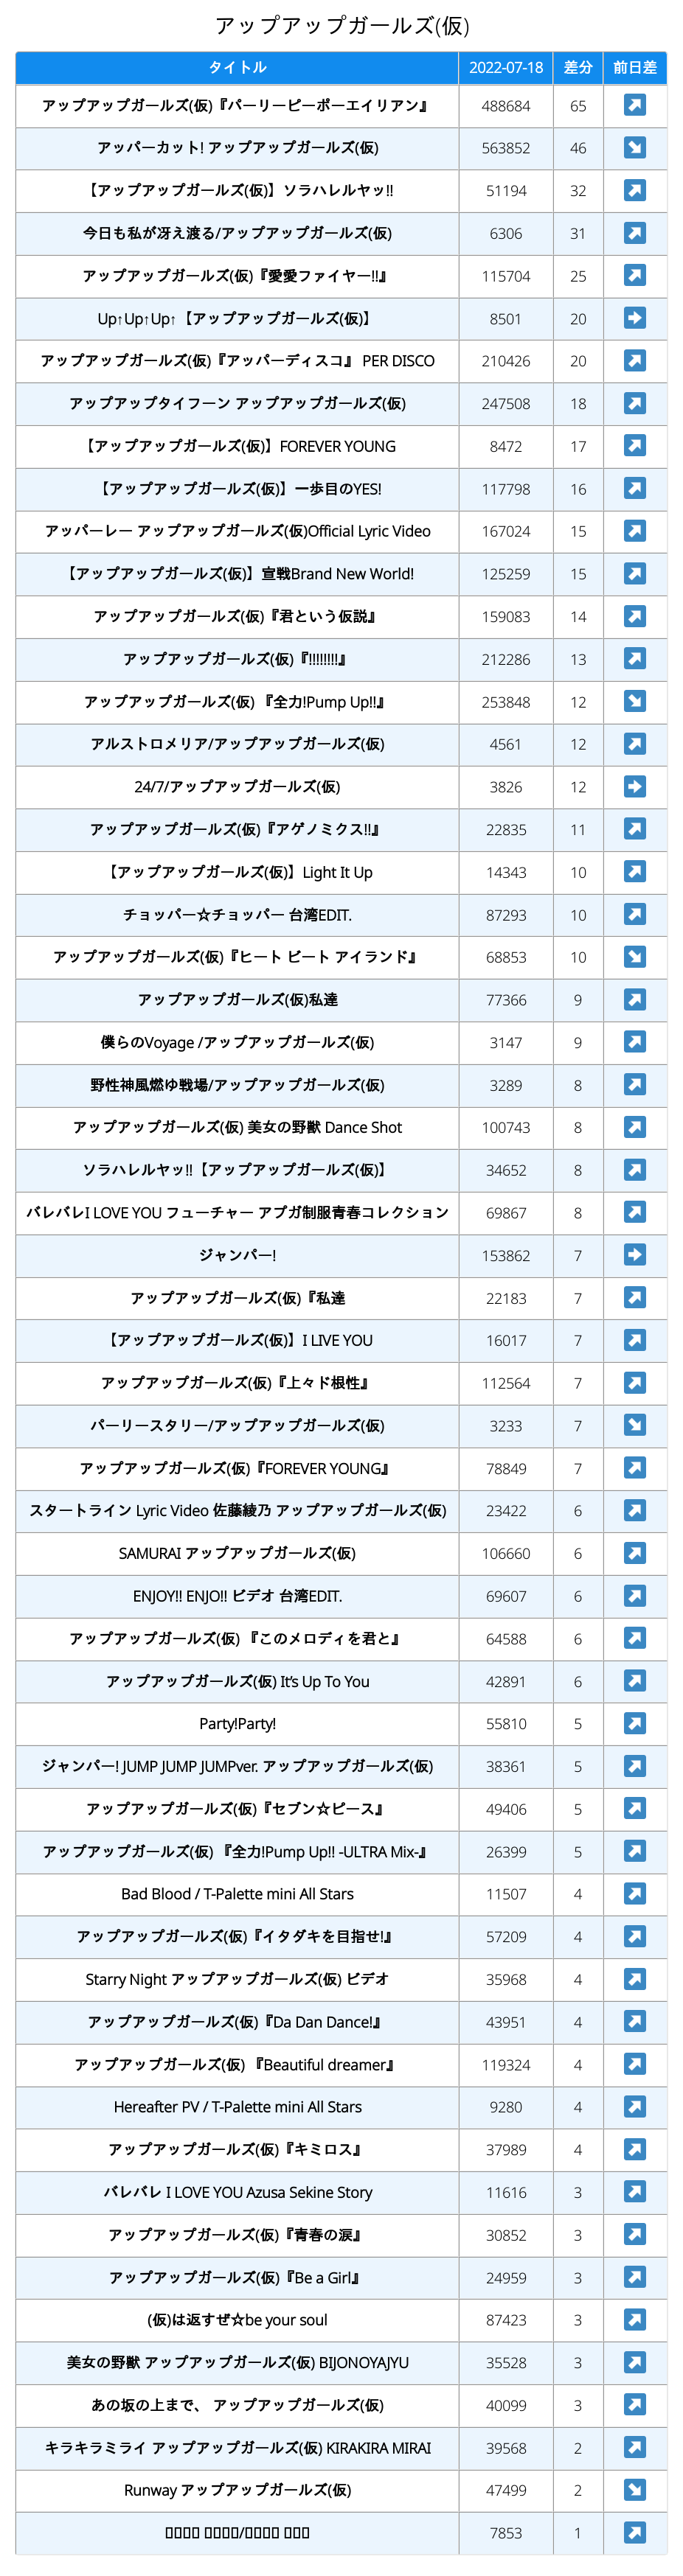 アップアップガールズ(仮)
タイトル 2022-07-18 差分 前日差
アップアップガールズ(仮)『パーリーピーポーエイリアン』 488684 65
アッパーカット! アップアップガールズ(仮) 563852 46
【アップアップガールズ(仮)】ソラハレルヤッ!! 51194 32
今日も私が冴え渡る/アップアップガールズ(仮) 6306 31
アップアップガールズ(仮)『愛愛ファイヤー!!』 115704 25
Up↑Up↑Up↑【アップアップガールズ(仮)】 8501 20
アップアップガールズ(仮)『アッパーディスコ』 PER DISCO 210426 20
アップアップタイフーン アップアップガールズ(仮) 247508 18
【アップアップガールズ(仮)】FOREVER YOUNG 8472 17
【アップアップガールズ(仮)】一歩目のYES! 117798 16
アッパーレー アップアップガールズ(仮)Official Lyric Video 167024 15
【アップアップガールズ(仮)】宣戦Brand New World! 125259 15
アップアップガールズ(仮)『君という仮説』 159083 14
アップアップガールズ(仮)『!!!!!!!!』 212286 13
アップアップガールズ(仮) 『全力!Pump Up!!』 253848 12
アルストロメリア/アップアップガールズ(仮) 4561 12
24/7/アップアップガールズ(仮) 3826 12
アップアップガールズ(仮)『アゲノミクス!!』 22835 11
【アップアップガールズ(仮)】Light It Up 14343 10
チョッパー☆チョッパー 台湾EDIT. 87293 10
アップアップガールズ(仮)『ヒート ビート アイランド』 68853 10
アップアップガールズ(仮)私達 77366 9
僕らのVoyage /アップアップガールズ(仮) 3147 9
野性神風燃ゆ戦場/アップアップガールズ(仮) 3289 8
アップアップガールズ(仮) 美女の野獣 Dance Shot 100743 8
ソラハレルヤッ!!【アップアップガールズ(仮)】 34652 8
バレバレI LOVE YOU フューチャー アプガ制服青春コレクション 69867 8
ジャンパー! 153862 7
アップアップガールズ(仮)『私達 22183 7
【アップアップガールズ(仮)】I LIVE YOU 16017 7
アップアップガールズ(仮)『上々ド根性』 112564 7
パーリースタリー/アップアップガールズ(仮) 3233 7
アップアップガールズ(仮)『FOREVER YOUNG』 78849 7
スタートライン Lyric Video 佐藤綾乃 アップアップガールズ(仮) 23422 6
SAMURAI アップアップガールズ(仮) 106660 6
ENJOY!! ENJO!! ビデオ 台湾EDIT. 69607 6
アップアップガールズ(仮) 『このメロディを君と』 64588 6
アップアップガールズ(仮) It's Up To You 42891 6
Party!Party! 55810 5
ジャンパー! JUMP JUMP JUMPver. アップアップガールズ(仮) 38361 5
アップアップガールズ(仮)『セブン☆ピース』 49406 5
アップアップガールズ(仮) 『全力!Pump Up!! -ULTRA Mix-』 26399 5
Bad Blood / T-Palette mini All Stars 11507 4
アップアップガールズ(仮)『イタダキを目指せ!』 57209 4
Starry Night アップアップガールズ(仮) ビデオ 35968 4
アップアップガールズ(仮)『Da Dan Dance!』 43951 4
アップアップガールズ(仮) 『Beautiful dreamer』 119324 4
Hereafter PV / T-Palette mini All Stars 9280 4
アップアップガールズ(仮)『キミロス』 37989 4
バレバレ I LOVE YOU Azusa Sekine Story 11616 3
アップアップガールズ(仮)『青春の涙』 30852 3
アップアップガールズ(仮)『Be a Girl』 24959 3
(仮)は返すぜ☆be your soul 87423 3
美女の野獣 アップアップガールズ(仮) BIJONOYAJYU 35528 3
あの坂の上まで、 アップアップガールズ(仮) 40099 3
キラキラミライ アップアップガールズ(仮) KIRAKIRA MIRAI 39568 2
Runway アップアップガールズ(仮) 47499 2
7853 1